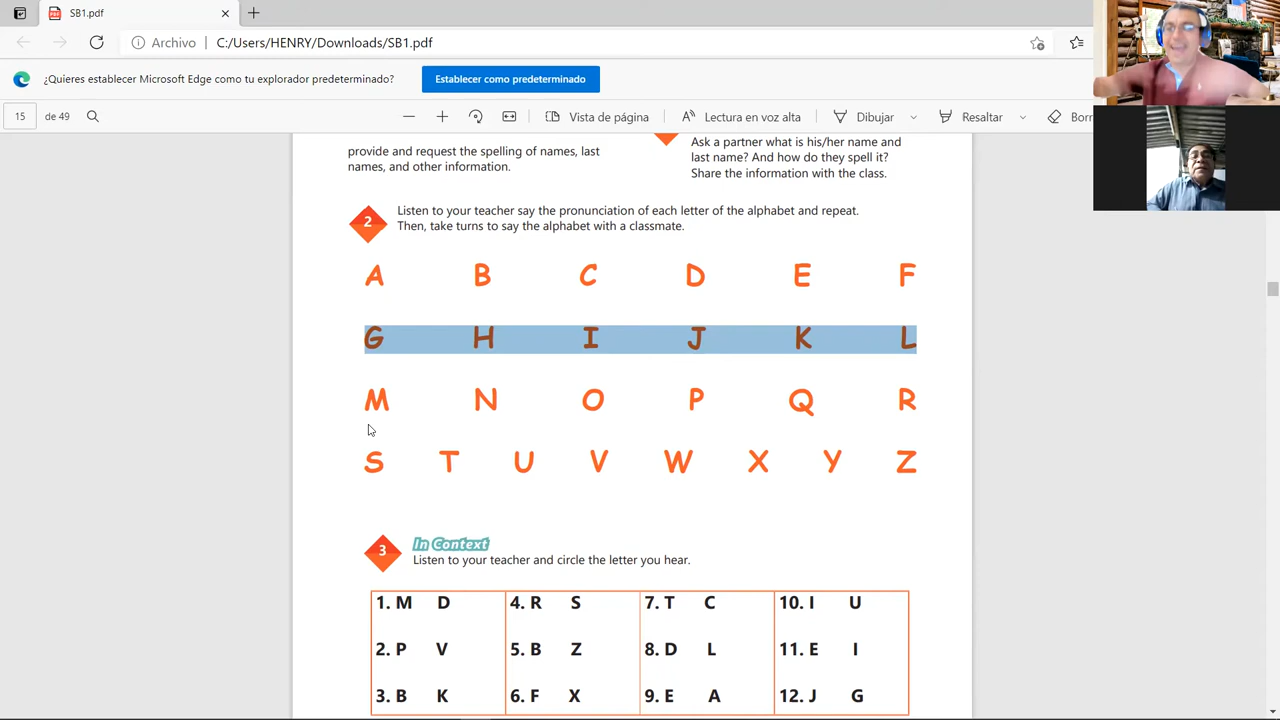 SB1.pdf
Archivo C:/Users/HENRY/Downloads/SB1.pdf
¿Quieres establecer Microsoft Edge como tu explorador predeterminado? Establecer como predeterminado
15 de 49 Vista de página Lectura en voz alta Dibujar Resaltar Borr
provide and request the spelling of names, last
names, and other information.
Ask a partner what is his/her name and
last name? And how do they spell it?
Share the information with the class.
2 Listen to your teacher say the pronunciation of each letter of the alphabet and repeat.
Then, take turns to say the alphabet with a classmate.
A B C D E F
G H I J K L
M N O P Q R
S T U V W X Y Z
3 In Context
Listen to your teacher and circle the letter you hear.
1. M D 4. R S 7. T C 10. I U
2. P V 5. B Z 8. D L 11. E I
3. B K 6. F X 9. E A 12. J G